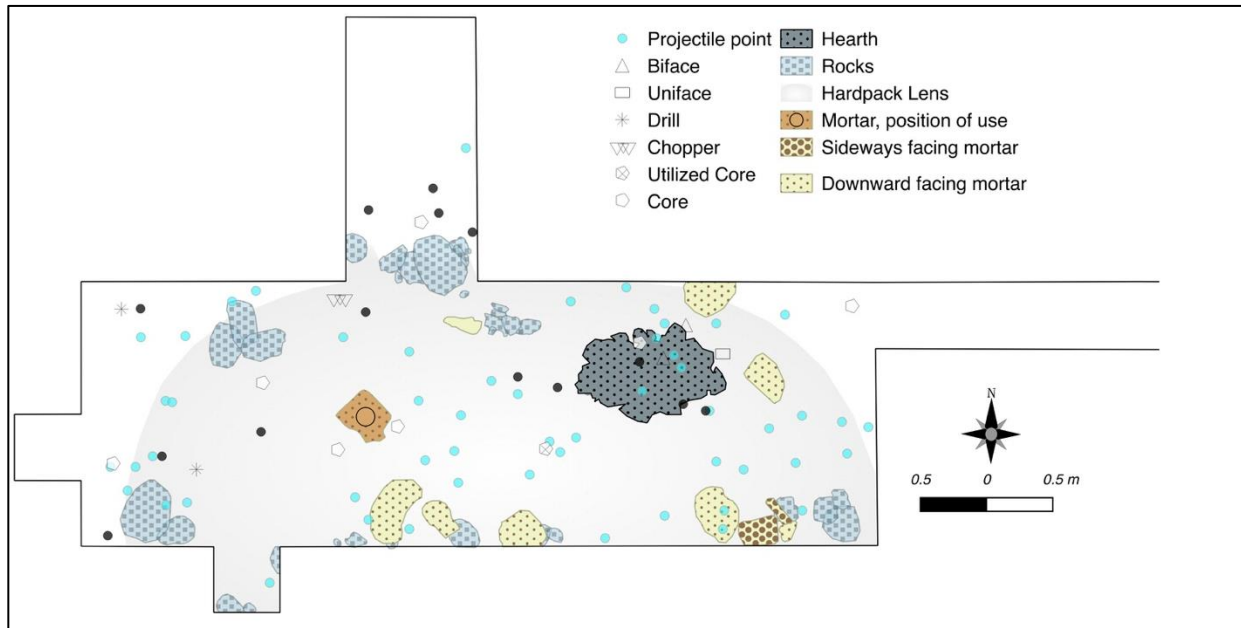 Projectile point
Biface
Uniface
Drill
Chopper
Utilized Core
Core
Hearth
Rocks
Hardpack Lens
Mortar, position of use
Sideways facing mortar
Downward facing mortar
N
0.5 0 0.5 m